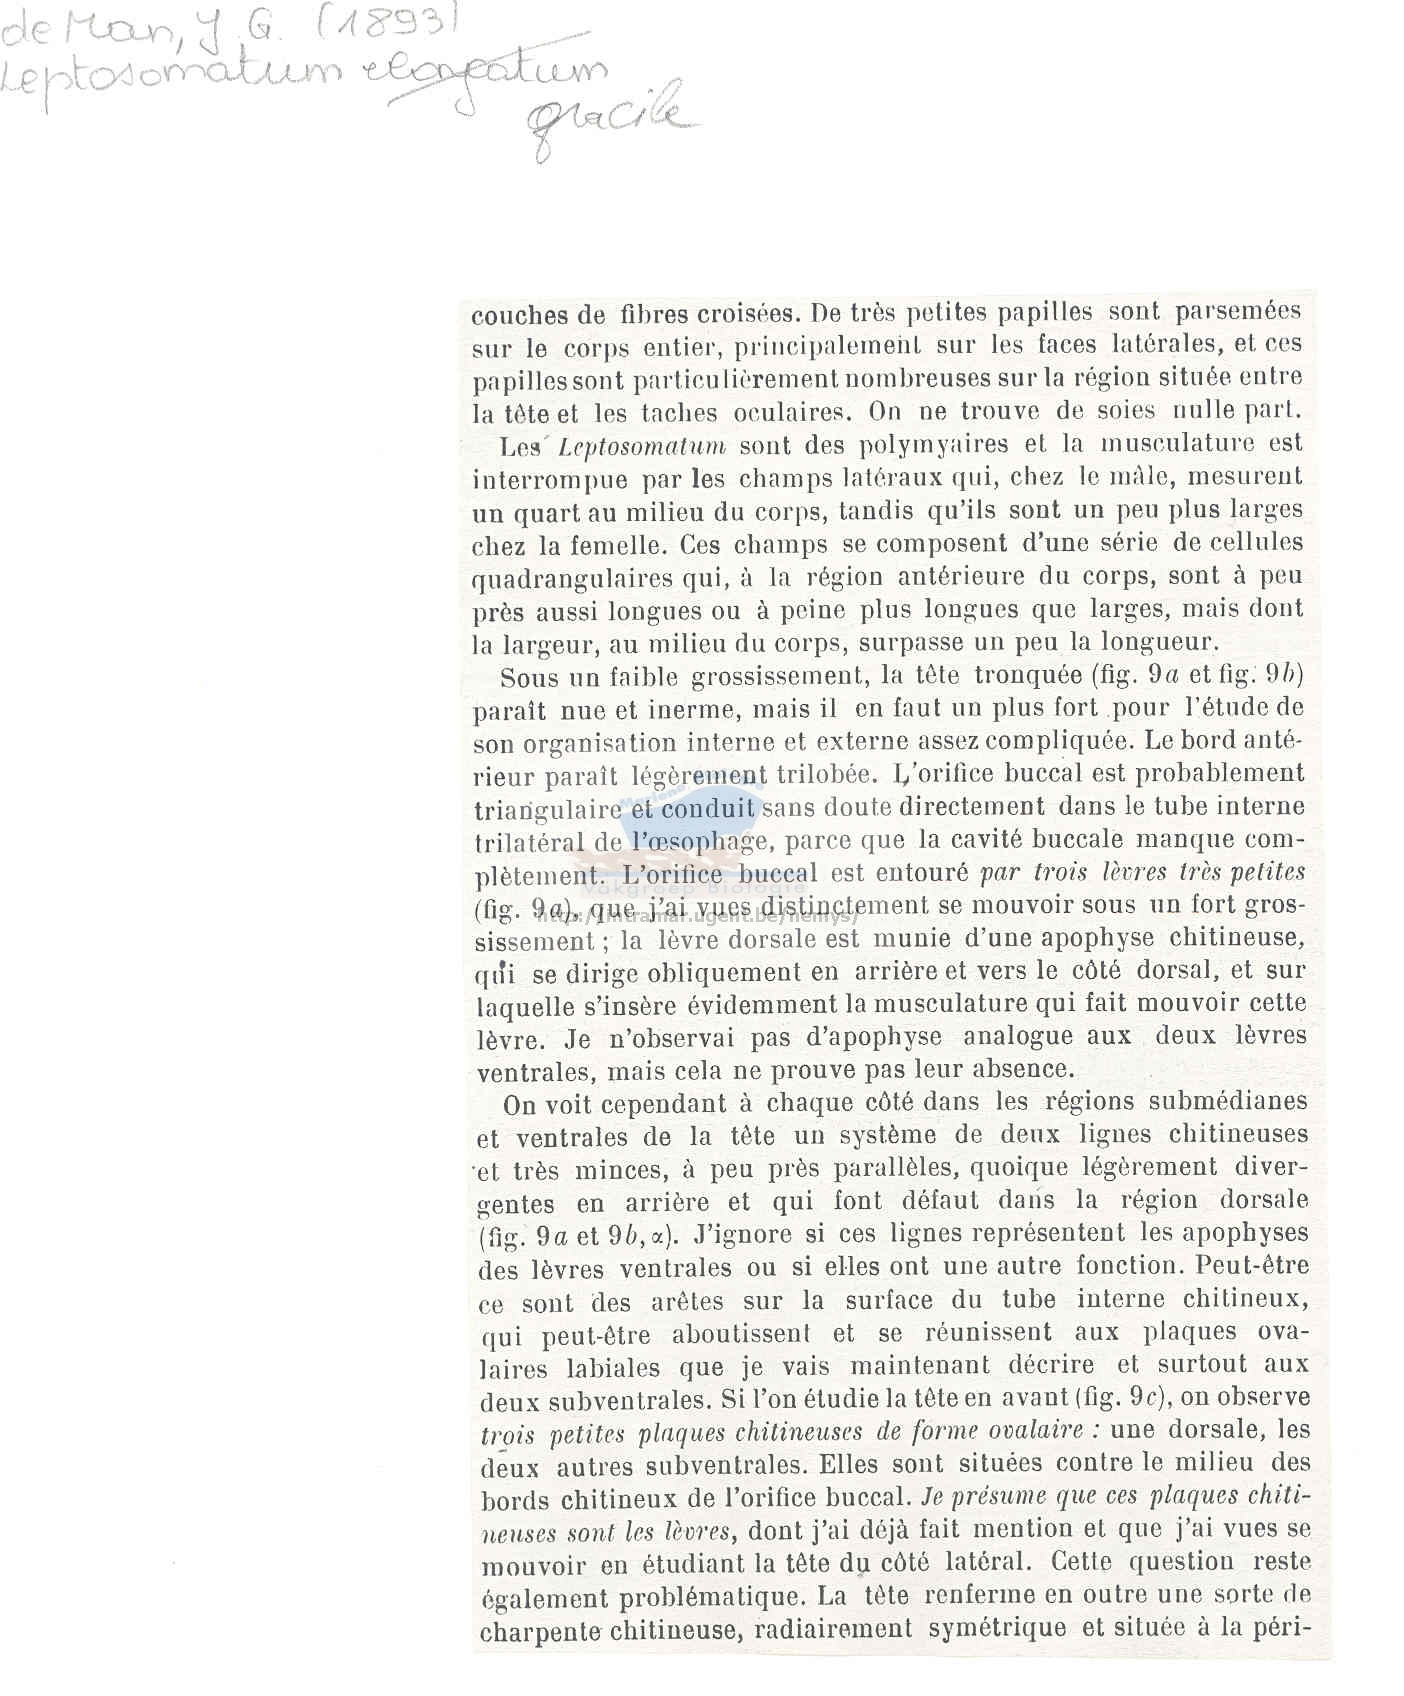 de Man, J. G. (1893)
Leptosomatum elongatum
gracile
couches de fibres croisées. De très petites papilles sont parsemées
sur le corps entier, principalement sur les faces latérales, et ces
papilles sont particulièrement nombreuses sur la région située entre
la tête et les taches oculaires. On ne trouve de soies nulle part.
Les Leptosomatum sont des polymyaires et la musculature est
interrompue par les champs latéraux qui, chez le mâle, mesurent
un quart au milieu du corps, tandis qu'ils sont un peu plus larges
chez la femelle. Ces champs se composent d'une série de cellules
quadrangulaires qui, à la région antérieure du corps, sont à peu
près aussi longues ou à peine plus longues que larges, mais dont
la largeur, au milieu du corps, surpasse un peu la longueur.
Sous un faible grossissement, la tête tronquée (fig. 9a et fig. 9b)
paraît nue et inerme, mais il en faut un plus fort pour l'étude de
son organisation interne et externe assez compliquée. Le bord anté-
rieur paraît légèrement trilobée. L'orifice buccal est probablement
triangulaire et conduit sans doute directement dans le tube interne
trilatéral de l'œsophage, parce que la cavité buccale manque com-
plètement. L'orifice buccal est entouré par trois lèvres très petites
Vakgroep Biologie
(fig. 9a), que j'ai vues distinctement se mouvoir sous un fort gros-
http://intramar.ugent.be/nemys/
sissement ; la lèvre dorsale est munie d'une apophyse chitineuse,
qui se dirige obliquement en arrière et vers le côté dorsal, et sur
laquelle s'insère évidemment la musculature qui fait mouvoir cette
lèvre. Je n'observai pas d'apophyse analogue aux deux lèvres
ventrales, mais cela ne prouve pas leur absence.
On voit cependant à chaque côté dans les régions submédianes
et ventrales de la tête un système de deux lignes chitineuses
et très minces, à peu près parallèles, quoique légèrement diver-
gentes en arrière et qui font défaut dans la région dorsale
(fig. 9a et 9b, α). J'ignore si ces lignes représentent les apophyses
des lèvres ventrales ou si elles ont une autre fonction. Peut-être
ce sont des arêtes sur la surface du tube interne chitineux,
qui peut-être aboutissent et se réunissent aux plaques ova-
laires labiales que je vais maintenant décrire et surtout aux
deux subventrales. Si l'on étudie la tête en avant (fig. 9c), on observe
trois petites plaques chitineuses de forme ovalaire : une dorsale, les
deux autres subventrales. Elles sont situées contre le milieu des
bords chitineux de l'orifice buccal. Je présume que ces plaques chiti-
neuses sont les lèvres, dont j'ai déjà fait mention et que j'ai vues se
mouvoir en étudiant la tête du côté latéral. Cette question reste
également problématique. La tête renferme en outre une sorte de
charpente chitineuse, radiairement symétrique et située à la péri-